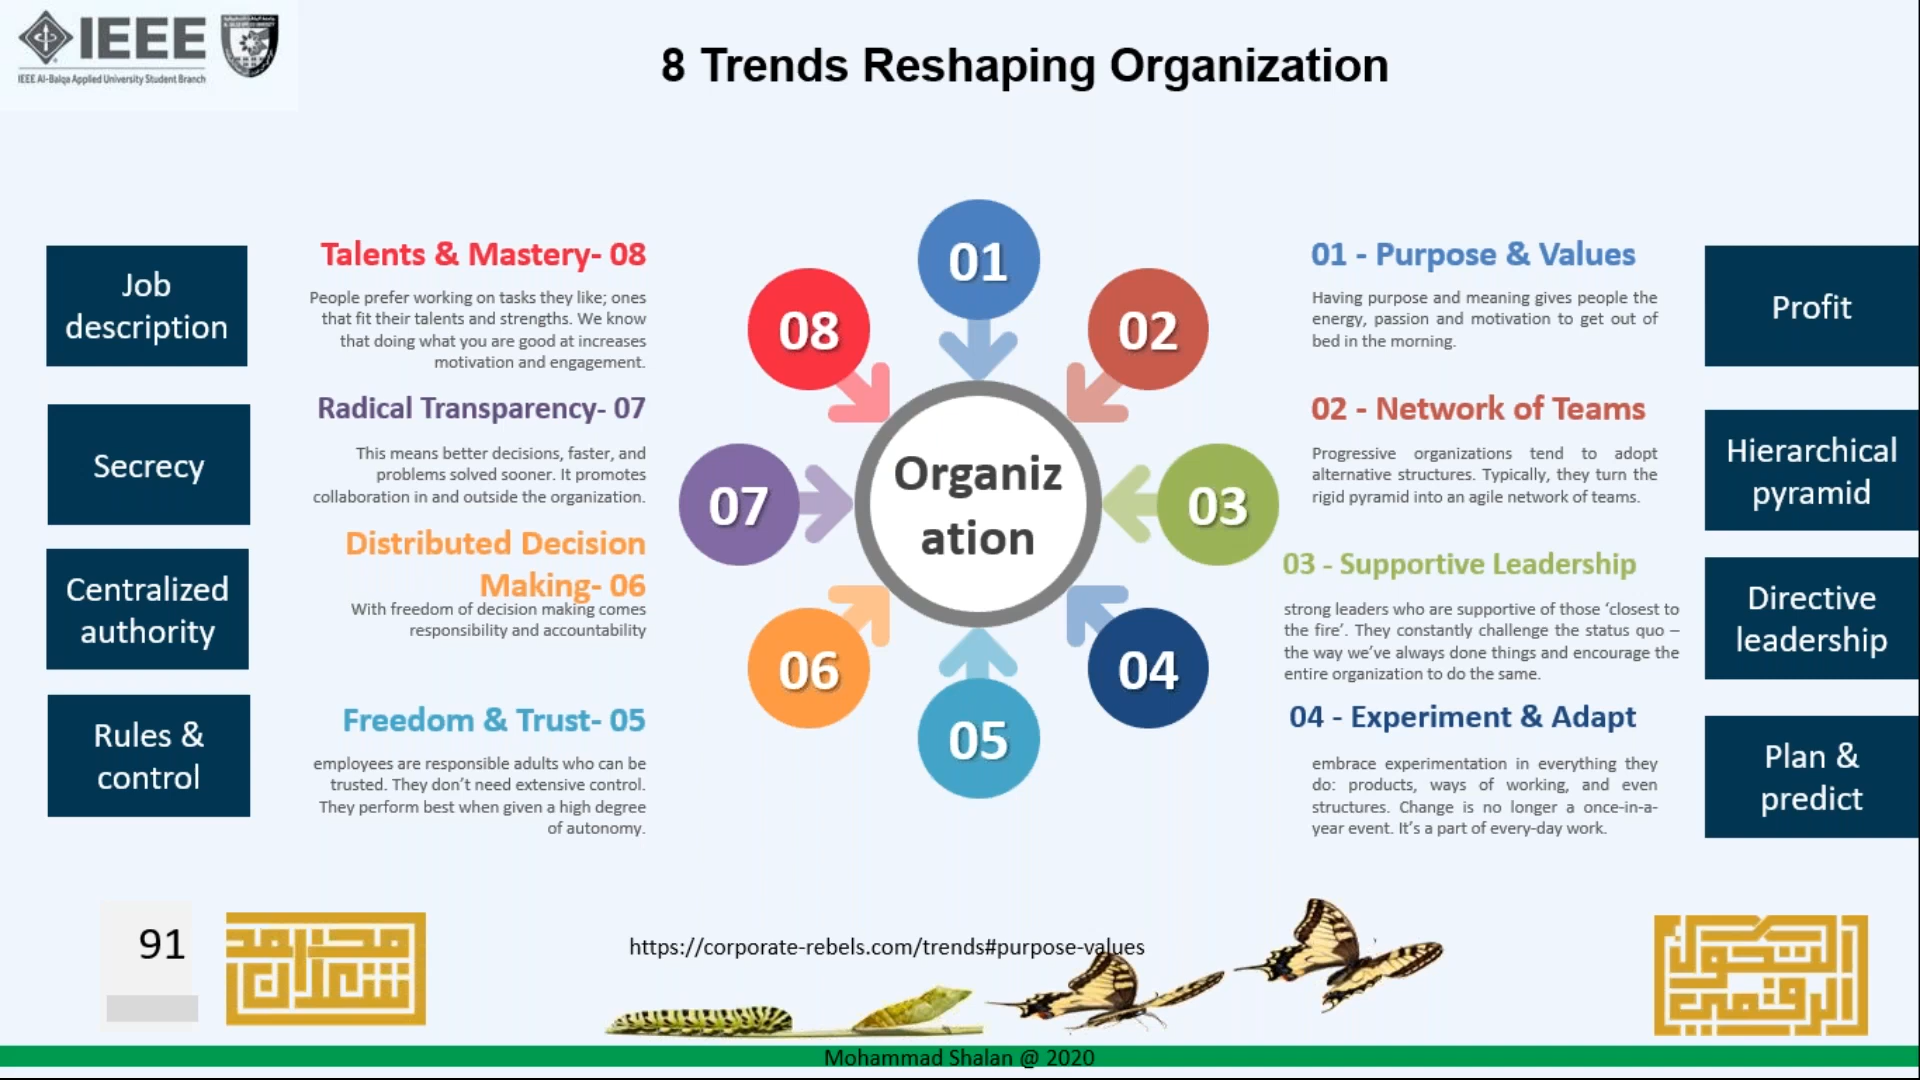 IEEE
IEEE Al-Balqa Applied University Student Branch
8 Trends Reshaping Organization
Job
description
Secrecy
Centralized
authority
Rules &
control
Talents & Mastery- 08
People prefer working on tasks they like; ones
that fit their talents and strengths. We know
that doing what you are good at increases
motivation and engagement.
Radical Transparency- 07
This means better decisions, faster, and
problems solved sooner. It promotes
collaboration in and outside the organization.
Distributed Decision
Making- 06
With freedom of decision making comes
responsibility and accountability
Freedom & Trust- 05
employees are responsible adults who can be
trusted. They don't need extensive control.
They perform best when given a high degree
of autonomy.
01
02
03
04
05
06
07
08
Organiz
ation
01 - Purpose & Values
Having purpose and meaning gives people the
energy, passion and motivation to get out of
bed in the morning.
02 - Network of Teams
Progressive organizations tend to adopt
alternative structures. Typically, they turn the
rigid pyramid into an agile network of teams.
03 - Supportive Leadership
strong leaders who are supportive of those ‘closest to
the fire’. They constantly challenge the status quo –
the way we’ve always done things and encourage the
entire organization to do the same.
04 - Experiment & Adapt
embrace experimentation in everything they
do: products, ways of working, and even
structures. Change is no longer a once-in-a-
year event. It’s a part of every-day work.
Profit
Hierarchical
pyramid
Directive
leadership
Plan &
predict
91
محمد
شعلان
https://corporate-rebels.com/trends#purpose-values
التحول
الرقمي
Mohammad Shalan @ 2020